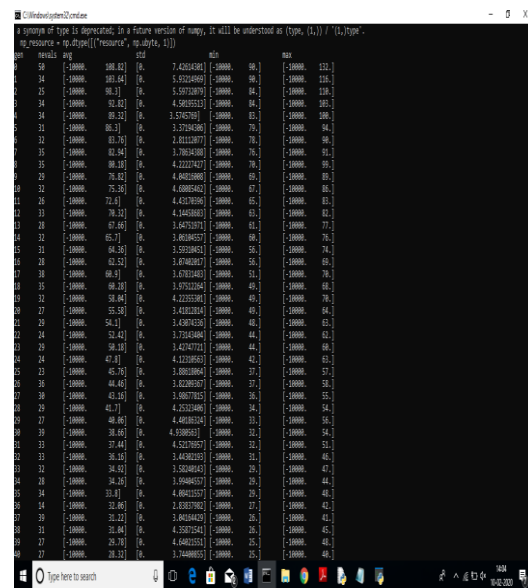 C:\Windows\system32\cmd.exe
a synonym of type is deprecated; in a future version of numpy, it will be understood as (type, (1,)) / '(1,)type'.
np_resource = np.dtype([("resource", np.ubyte, 1)])
gen nevals avg std min max
0 50 [-10000. 108.82] [0. 7.42614301] [-10000. 90.] [-10000. 132.]
1 34 [-10000. 103.64] [0. 5.93214969] [-10000. 90.] [-10000. 116.]
2 25 [-10000. 98.3] [0. 5.59732079] [-10000. 84.] [-10000. 110.]
3 34 [-10000. 92.82] [0. 4.50195513] [-10000. 84.] [-10000. 103.]
4 34 [-10000. 89.32] [0. 3.5745769] [-10000. 83.] [-10000. 100.]
5 31 [-10000. 86.3] [0. 3.37194306] [-10000. 79.] [-10000. 94.]
6 32 [-10000. 83.76] [0. 2.81112077] [-10000. 78.] [-10000. 90.]
7 35 [-10000. 82.94] [0. 3.78634388] [-10000. 76.] [-10000. 91.]
8 35 [-10000. 80.18] [0. 4.22227427] [-10000. 70.] [-10000. 99.]
9 29 [-10000. 76.82] [0. 4.04816008] [-10000. 69.] [-10000. 89.]
10 32 [-10000. 75.36] [0. 4.68085462] [-10000. 67.] [-10000. 86.]
11 26 [-10000. 72.6] [0. 4.43170396] [-10000. 65.] [-10000. 83.]
12 33 [-10000. 70.32] [0. 4.14458683] [-10000. 63.] [-10000. 82.]
13 28 [-10000. 67.66] [0. 3.64751971] [-10000. 61.] [-10000. 77.]
14 32 [-10000. 65.7] [0. 3.06104557] [-10000. 60.] [-10000. 76.]
15 31 [-10000. 64.36] [0. 3.59310451] [-10000. 56.] [-10000. 74.]
16 28 [-10000. 62.52] [0. 3.07402017] [-10000. 56.] [-10000. 69.]
17 38 [-10000. 60.9] [0. 3.67831483] [-10000. 51.] [-10000. 70.]
18 35 [-10000. 60.28] [0. 3.97512264] [-10000. 49.] [-10000. 68.]
19 32 [-10000. 58.04] [0. 4.22355301] [-10000. 49.] [-10000. 70.]
20 27 [-10000. 55.58] [0. 3.41812814] [-10000. 49.] [-10000. 64.]
21 29 [-10000. 54.1] [0. 3.43074336] [-10000. 48.] [-10000. 63.]
22 24 [-10000. 52.42] [0. 3.73143404] [-10000. 44.] [-10000. 62.]
23 29 [-10000. 50.18] [0. 3.42747721] [-10000. 44.] [-10000. 60.]
24 24 [-10000. 47.8] [0. 4.12310563] [-10000. 42.] [-10000. 63.]
25 23 [-10000. 45.76] [0. 3.88618064] [-10000. 37.] [-10000. 57.]
26 36 [-10000. 44.46] [0. 3.82209367] [-10000. 37.] [-10000. 58.]
27 30 [-10000. 43.16] [0. 3.98677815] [-10000. 36.] [-10000. 55.]
28 29 [-10000. 41.7] [0. 4.25323406] [-10000. 34.] [-10000. 54.]
29 27 [-10000. 40.06] [0. 4.40186324] [-10000. 33.] [-10000. 56.]
30 39 [-10000. 38.66] [0. 4.9380563] [-10000. 32.] [-10000. 54.]
31 33 [-10000. 37.44] [0. 4.52176957] [-10000. 32.] [-10000. 51.]
32 33 [-10000. 36.16] [0. 3.44302193] [-10000. 31.] [-10000. 46.]
33 32 [-10000. 34.92] [0. 3.58240143] [-10000. 29.] [-10000. 47.]
34 28 [-10000. 34.26] [0. 3.99404557] [-10000. 29.] [-10000. 44.]
35 34 [-10000. 33.8] [0. 4.08411557] [-10000. 29.] [-10000. 48.]
36 14 [-10000. 32.06] [0. 2.83837982] [-10000. 27.] [-10000. 42.]
37 39 [-10000. 31.22] [0. 3.04164429] [-10000. 26.] [-10000. 41.]
38 31 [-10000. 31.04] [0. 4.35871541] [-10000. 26.] [-10000. 45.]
39 27 [-10000. 29.78] [0. 4.64021551] [-10000. 25.] [-10000. 48.]
40 27 [-10000. 28.32] [0. 3.74400855] [-10000. 25.] [-10000. 40.]
Type here to search
14:04
10-02-2020